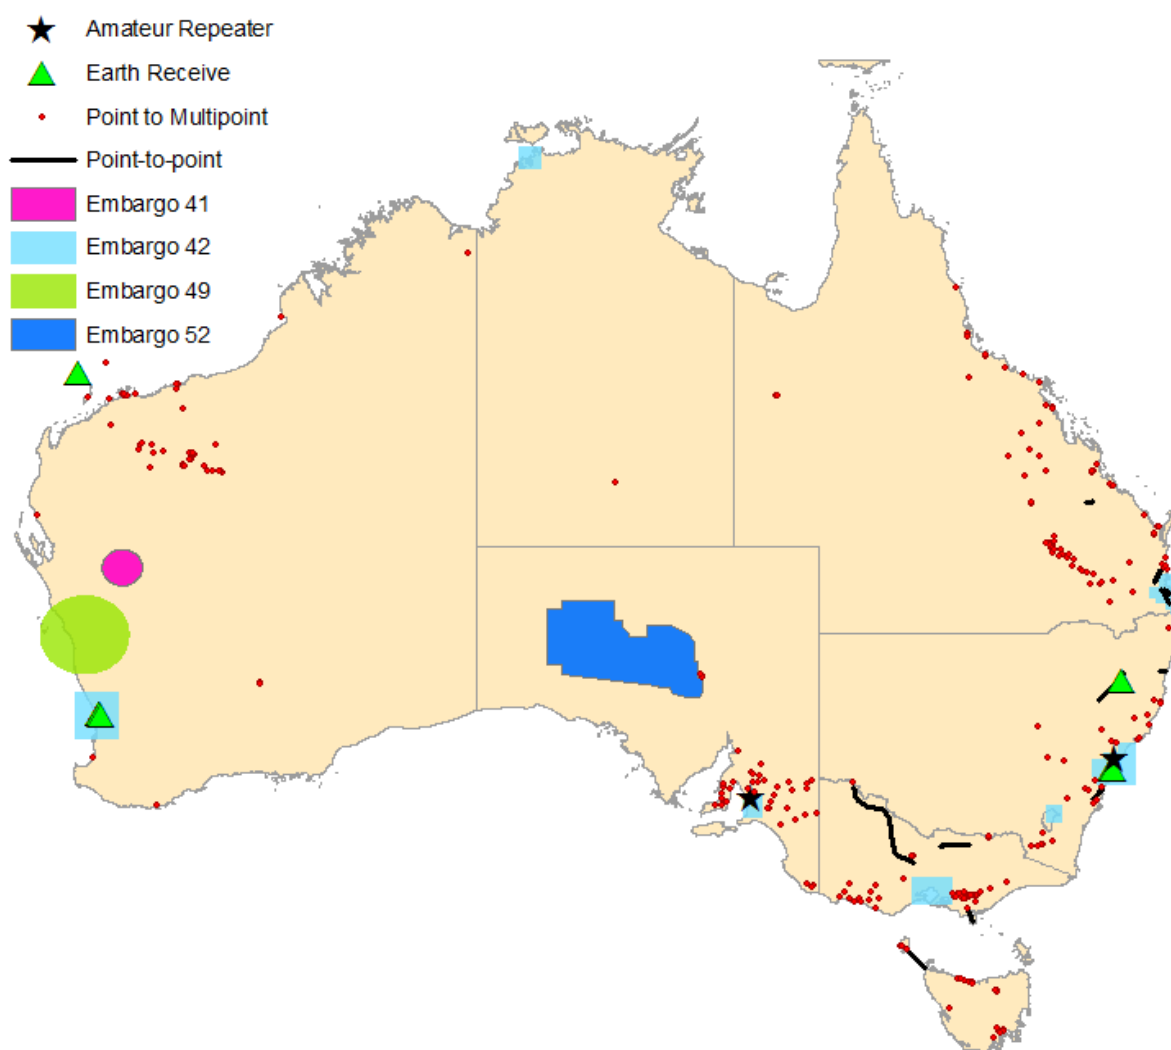 Amateur Repeater
Earth Receive
Point to Multipoint
Point-to-point
Embargo 41
Embargo 42
Embargo 49
Embargo 52